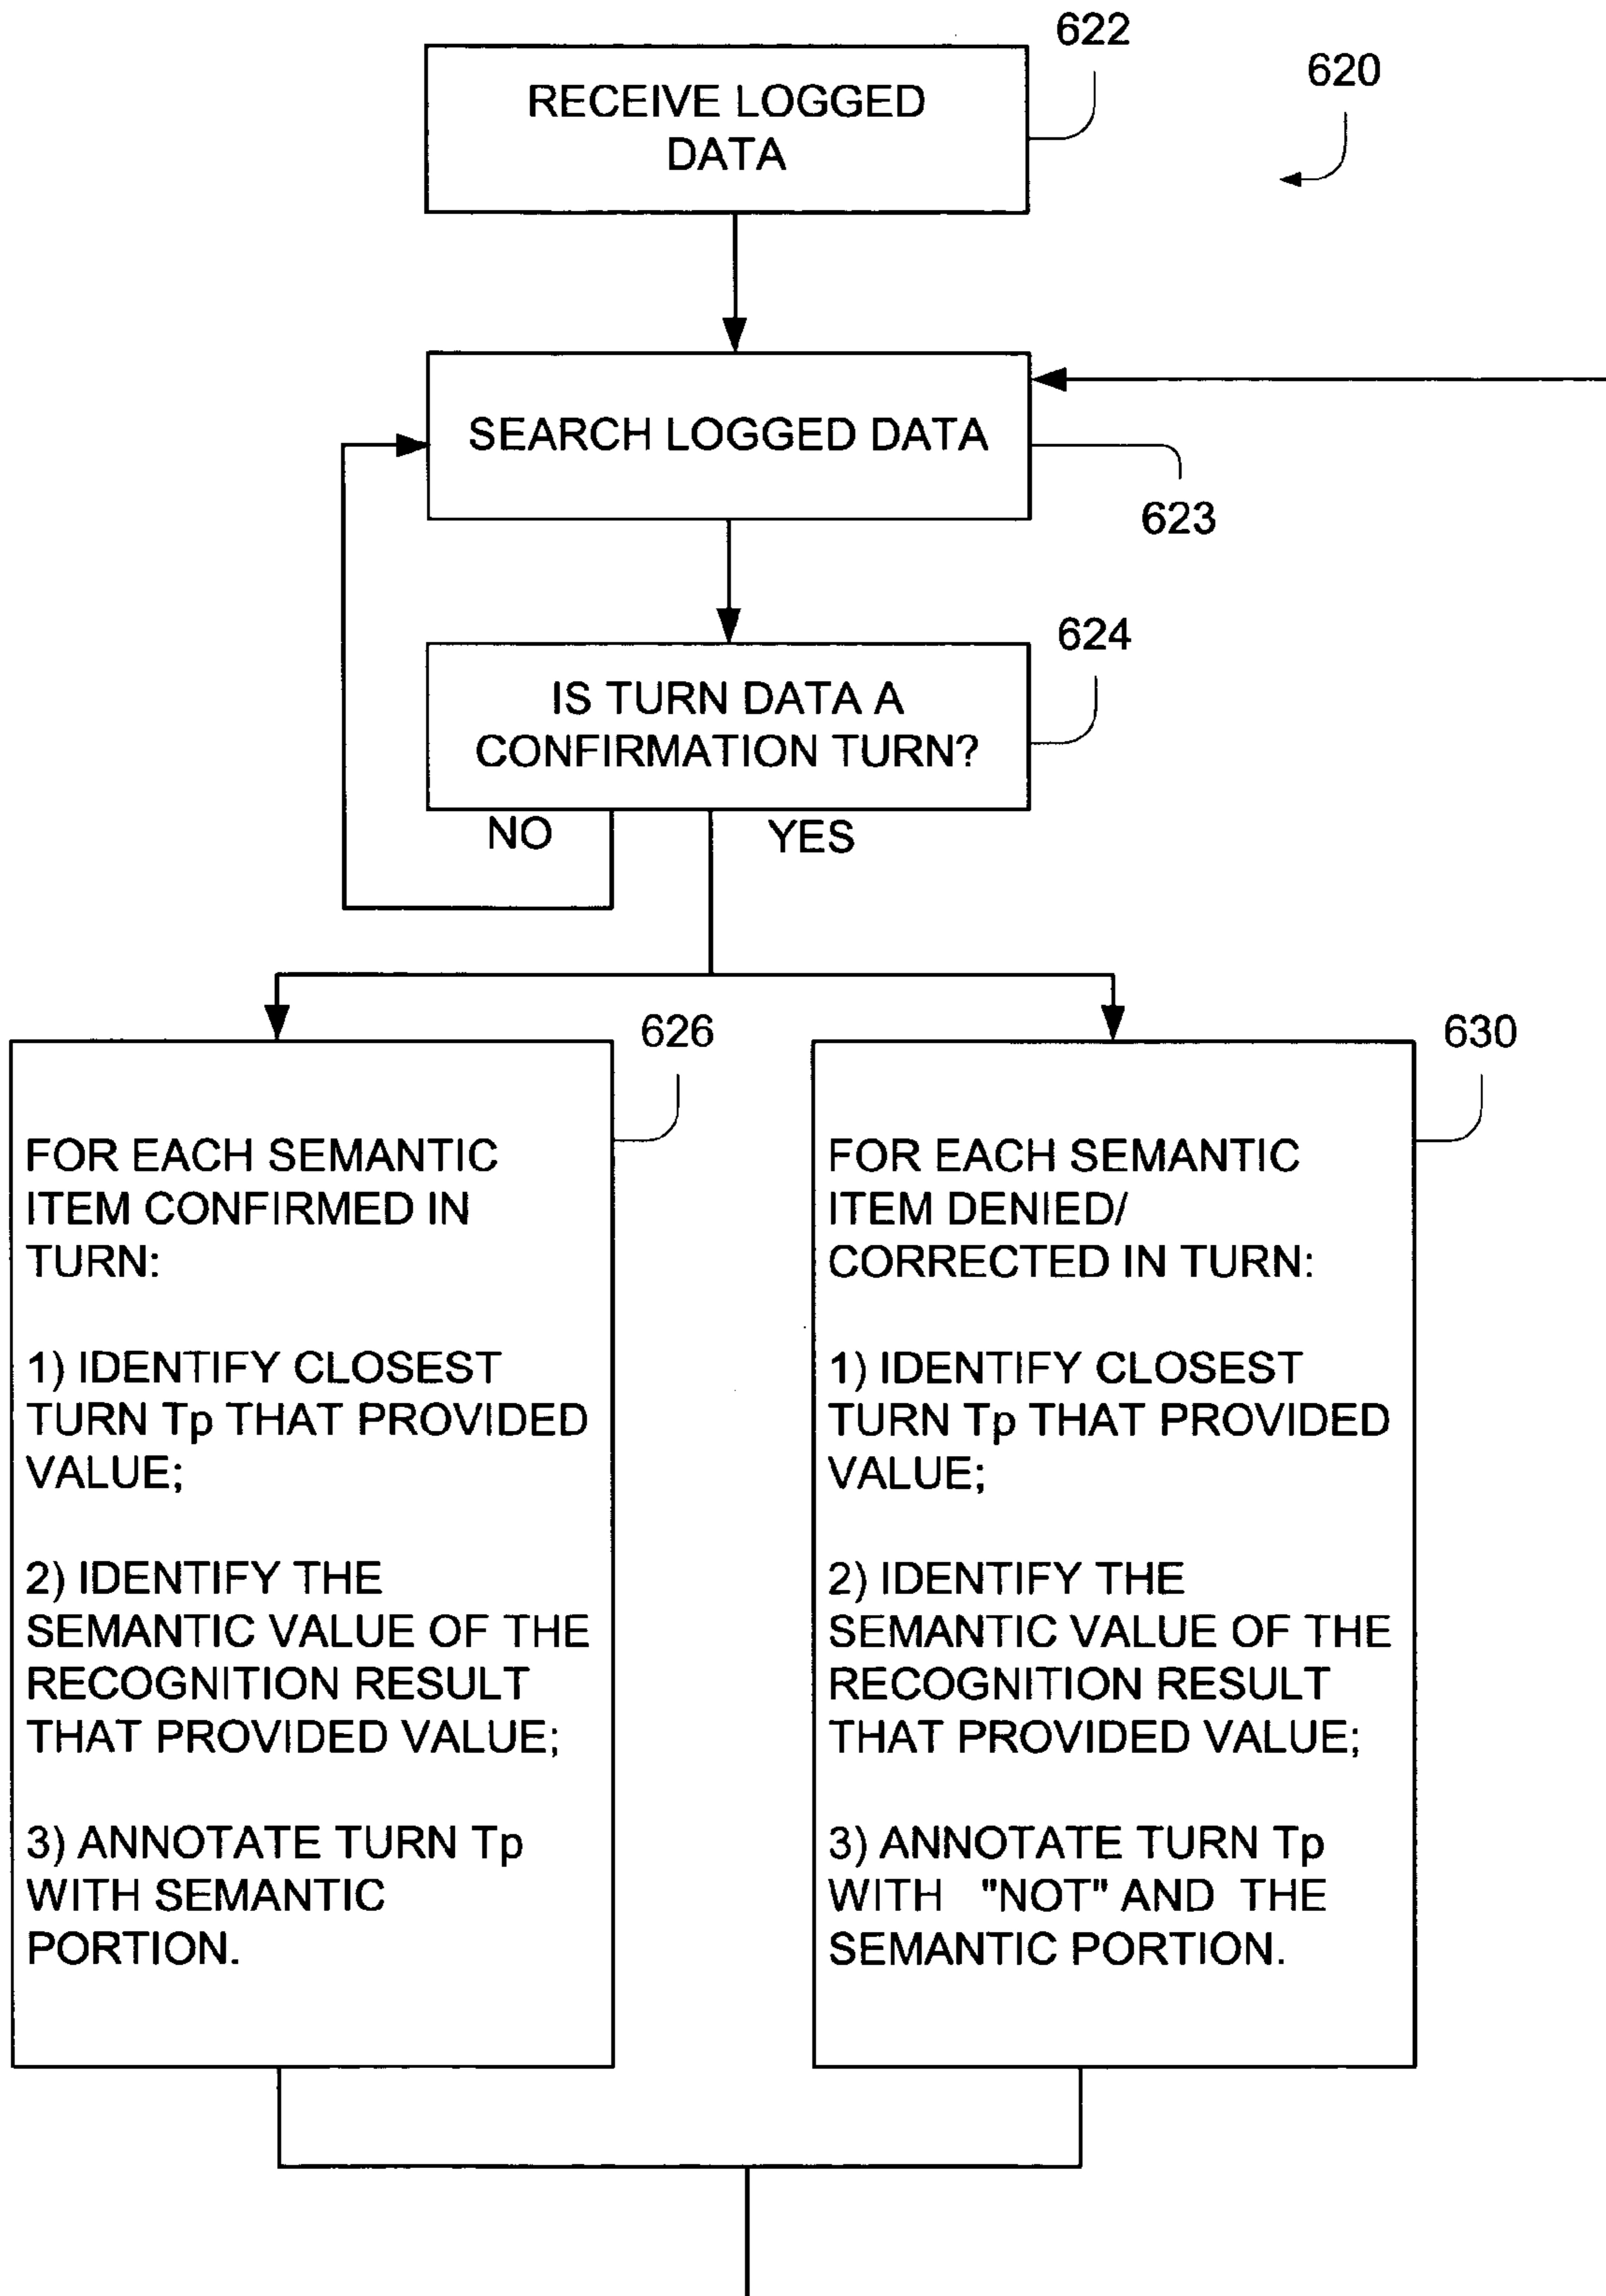 622
620
RECEIVE LOGGED
DATA
SEARCH LOGGED DATA
623
624
IS TURN DATA A
CONFIRMATION TURN?
NO
YES
626
FOR EACH SEMANTIC
ITEM CONFIRMED IN
TURN:
1) IDENTIFY CLOSEST
TURN Tp THAT PROVIDED
VALUE;
2) IDENTIFY THE
SEMANTIC VALUE OF THE
RECOGNITION RESULT
THAT PROVIDED VALUE;
3) ANNOTATE TURN Tp
WITH SEMANTIC
PORTION.
630
FOR EACH SEMANTIC
ITEM DENIED/
CORRECTED IN TURN:
1) IDENTIFY CLOSEST
TURN Tp THAT PROVIDED
VALUE;
2) IDENTIFY THE
SEMANTIC VALUE OF THE
RECOGNITION RESULT
THAT PROVIDED VALUE;
3) ANNOTATE TURN Tp
WITH "NOT" AND THE
SEMANTIC PORTION.